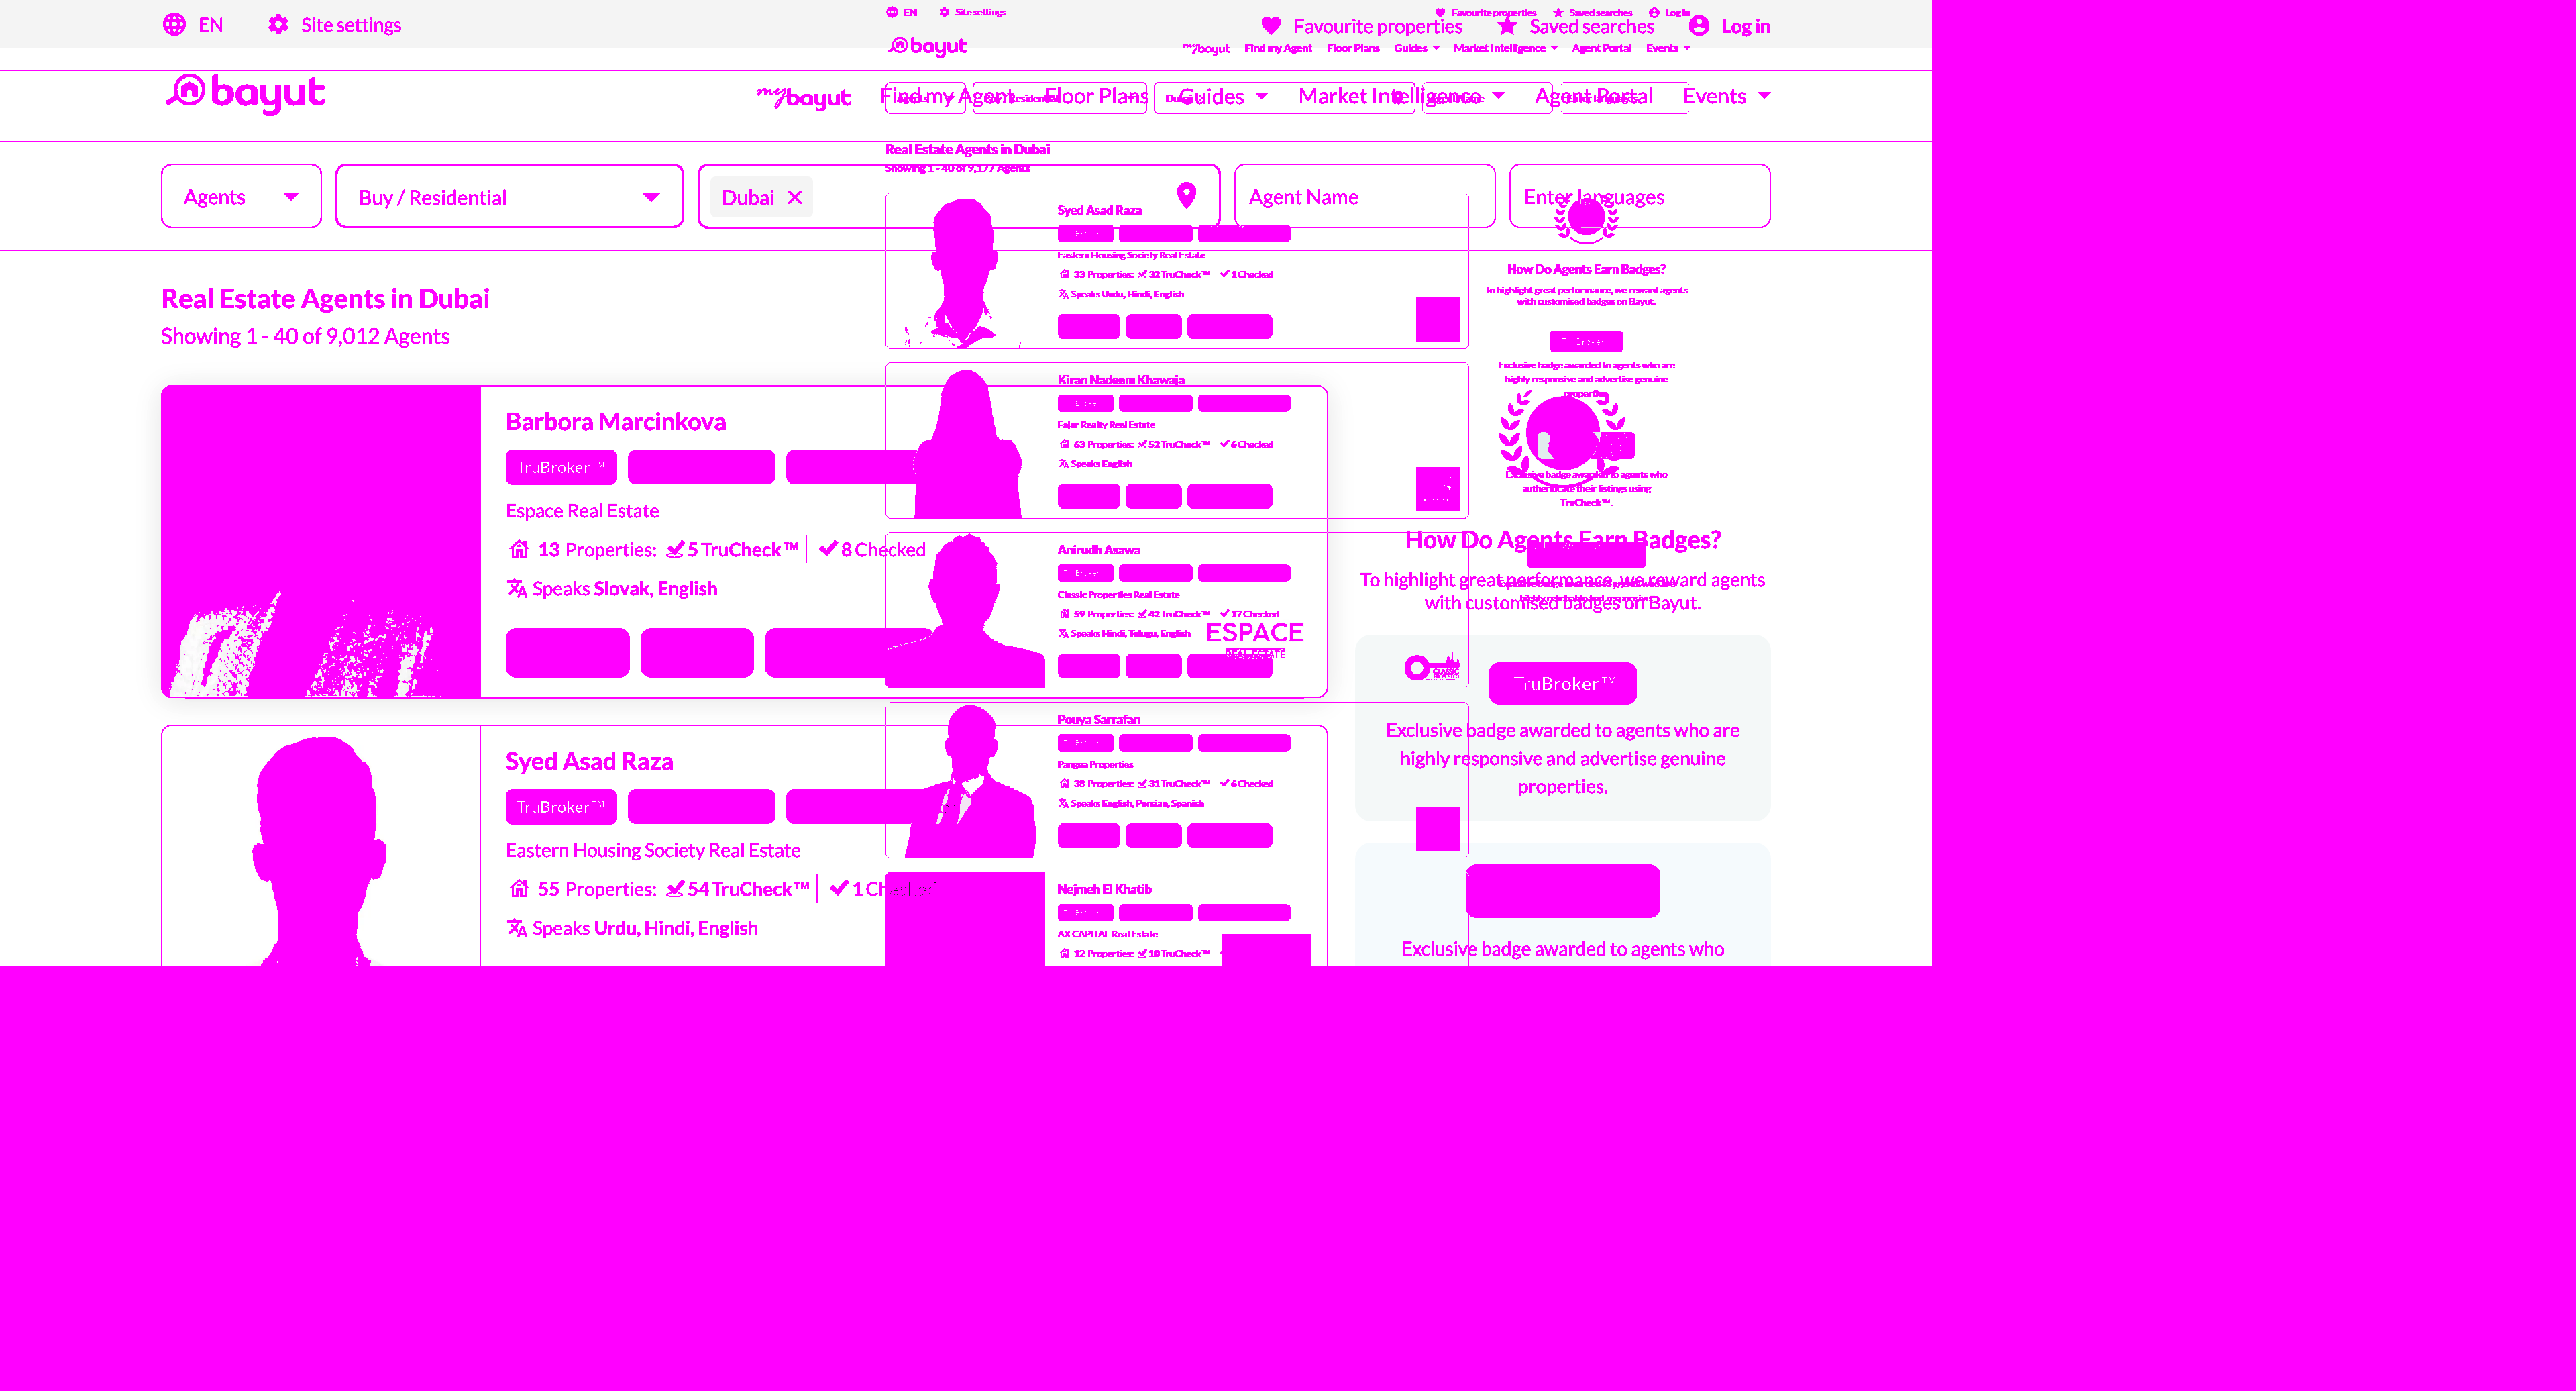 EN Site settings Favourite properties Saved searches Log in
EN Site settings Favourite properties Saved searches Log in
bayut mybayut Find my Agent Floor Plans Guides Market Intelligence Agent Portal Events
bayut mybayut Find my Agent Floor Plans Guides Market Intelligence Agent Portal Events
Agents Buy / Residential Dubai Agent Name Enter languages
Real Estate Agents in Dubai
Showing 1 - 40 of 9,012 Agents
Barbora Marcinkova
TruBroker™
Espace Real Estate
13 Properties: 5 TruCheck™ 8 Checked
Speaks Slovak, English
ESPACE
REAL ESTATE
Syed Asad Raza
TruBroker™
Eastern Housing Society Real Estate
55 Properties: 54 TruCheck™ 1
Speaks Urdu, Hindi, English
Real Estate Agents in Dubai
Showing 1 - 40 of 9,177 Agents
Syed Asad Raza
Eastern Housing Society Real Estate
33 Properties: 32 TruCheck™ 1 Checked
Speaks Urdu, Hindi, English
Kiran Nadeem Khawaja
Fajar Realty Real Estate
63 Properties: 52 TruCheck™ 6 Checked
Speaks English
Anirudh Asawa
Classic Properties Real Estate
59 Properties: 42 TruCheck™ 17 Checked
Speaks Hindi, Telugu, English
Pouya Sarrafan
Pangea Properties
38 Properties: 31 TruCheck™ 6 Checked
Speaks English, Persian, Spanish
Nejmeh El Khatib
AX CAPITAL Real Estate
12 Properties: 10 TruCheck™
How Do Agents Earn Badges?
To highlight great performance, we reward agents
with customised badges on Bayut.
Exclusive badge awarded to agents who are
highly responsive and advertise genuine
properties.
Exclusive badge awarded to agents who
authenticate their listings using
TruCheck™.
How Do Agents Earn Badges?
To highlight great performance, we reward agents
with customised badges on Bayut.
TruBroker™
Exclusive badge awarded to agents who are
highly responsive and advertise genuine
properties.
Exclusive badge awarded to agents who